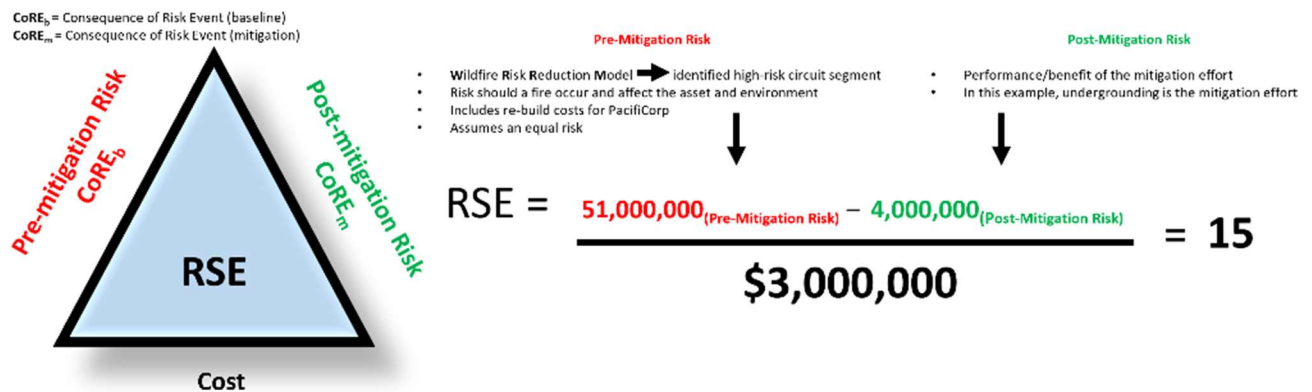 CoREb = Consequence of Risk Event (baseline)
CoREm = Consequence of Risk Event (mitigation)
Pre-mitigation Risk
CoREb
Post-mitigation Risk
CoREm
RSE
Cost
Pre-Mitigation Risk
• Wildfire Risk Reduction Model → identified high-risk circuit segment
• Risk should a fire occur and affect the asset and environment
• Includes re-build costs for PacifiCorp
• Assumes an equal risk
Post-Mitigation Risk
• Performance/benefit of the mitigation effort
• In this example, undergrounding is the mitigation effort
RSE = 51,000,000(Pre-Mitigation Risk) – 4,000,000(Post-Mitigation Risk) = 15
$3,000,000